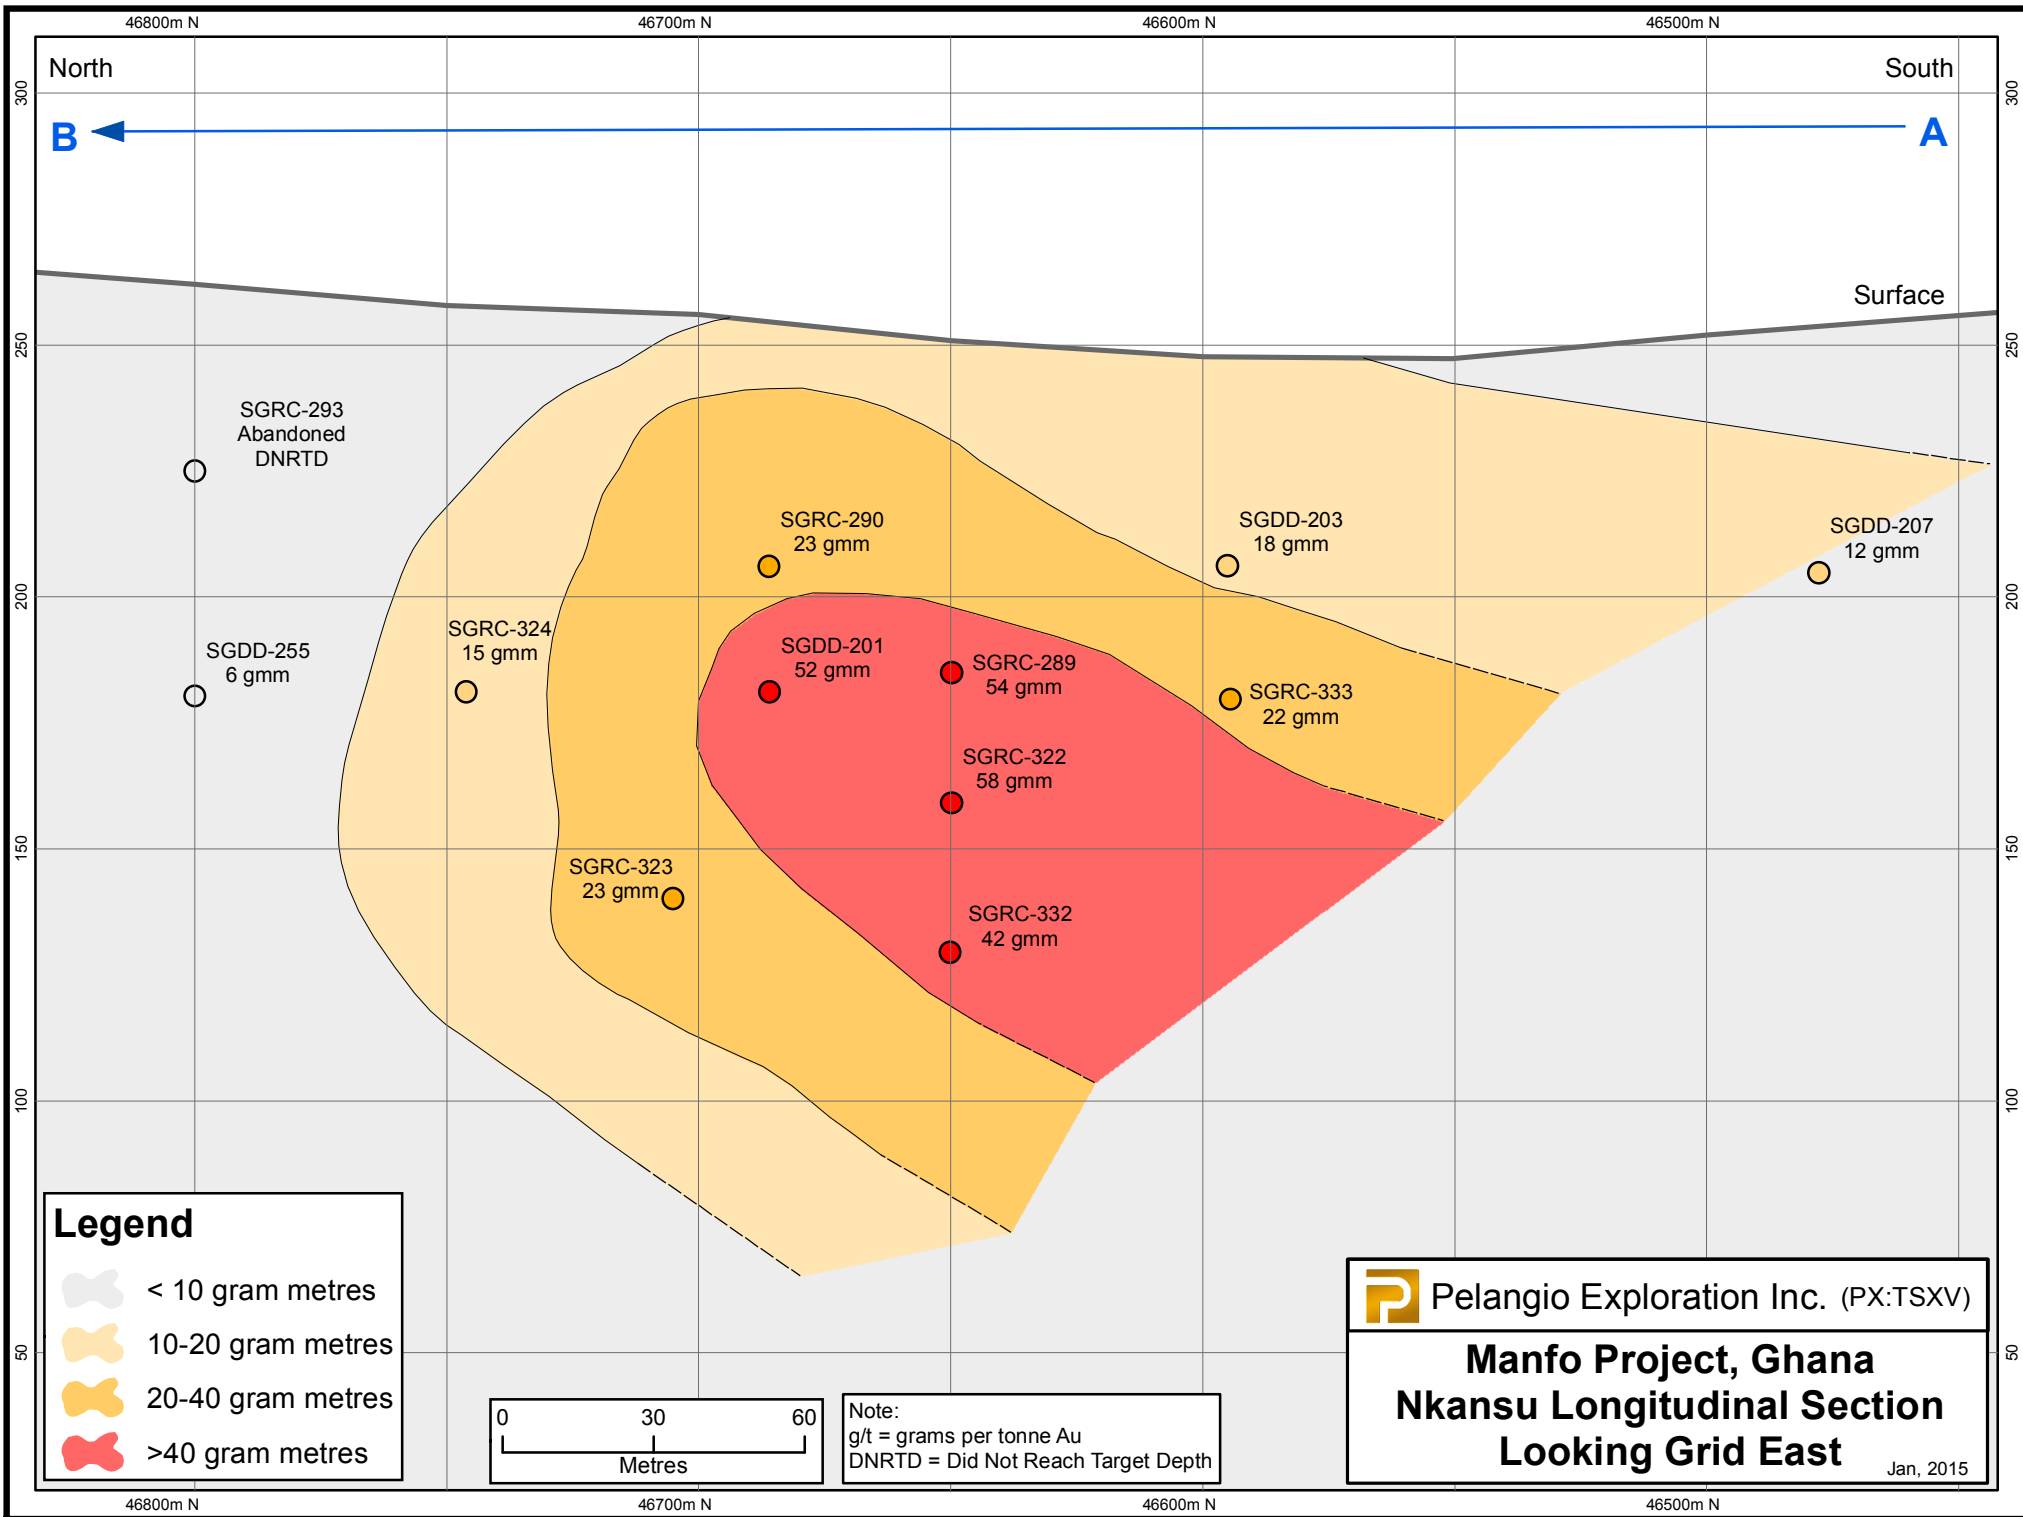 46800m N
46700m N
46600m N
46500m N
North
South
300
300
B
A
Surface
250
250
SGRC-293
Abandoned
DNRTD
SGRC-290
23 gmm
SGDD-203
18 gmm
SGDD-207
12 gmm
200
200
SGDD-255
6 gmm
SGRC-324
15 gmm
SGDD-201
52 gmm
SGRC-289
54 gmm
SGRC-333
22 gmm
SGRC-322
58 gmm
150
150
SGRC-323
23 gmm
SGRC-332
42 gmm
100
100
Legend
< 10 gram metres
10-20 gram metres
20-40 gram metres
>40 gram metres
50
50
0 30 60
Metres
Note:
g/t = grams per tonne Au
DNRTD = Did Not Reach Target Depth
Pelangio Exploration Inc. (PX:TSXV)
Manfo Project, Ghana
Nkansu Longitudinal Section
Looking Grid East
Jan, 2015
46800m N
46700m N
46600m N
46500m N